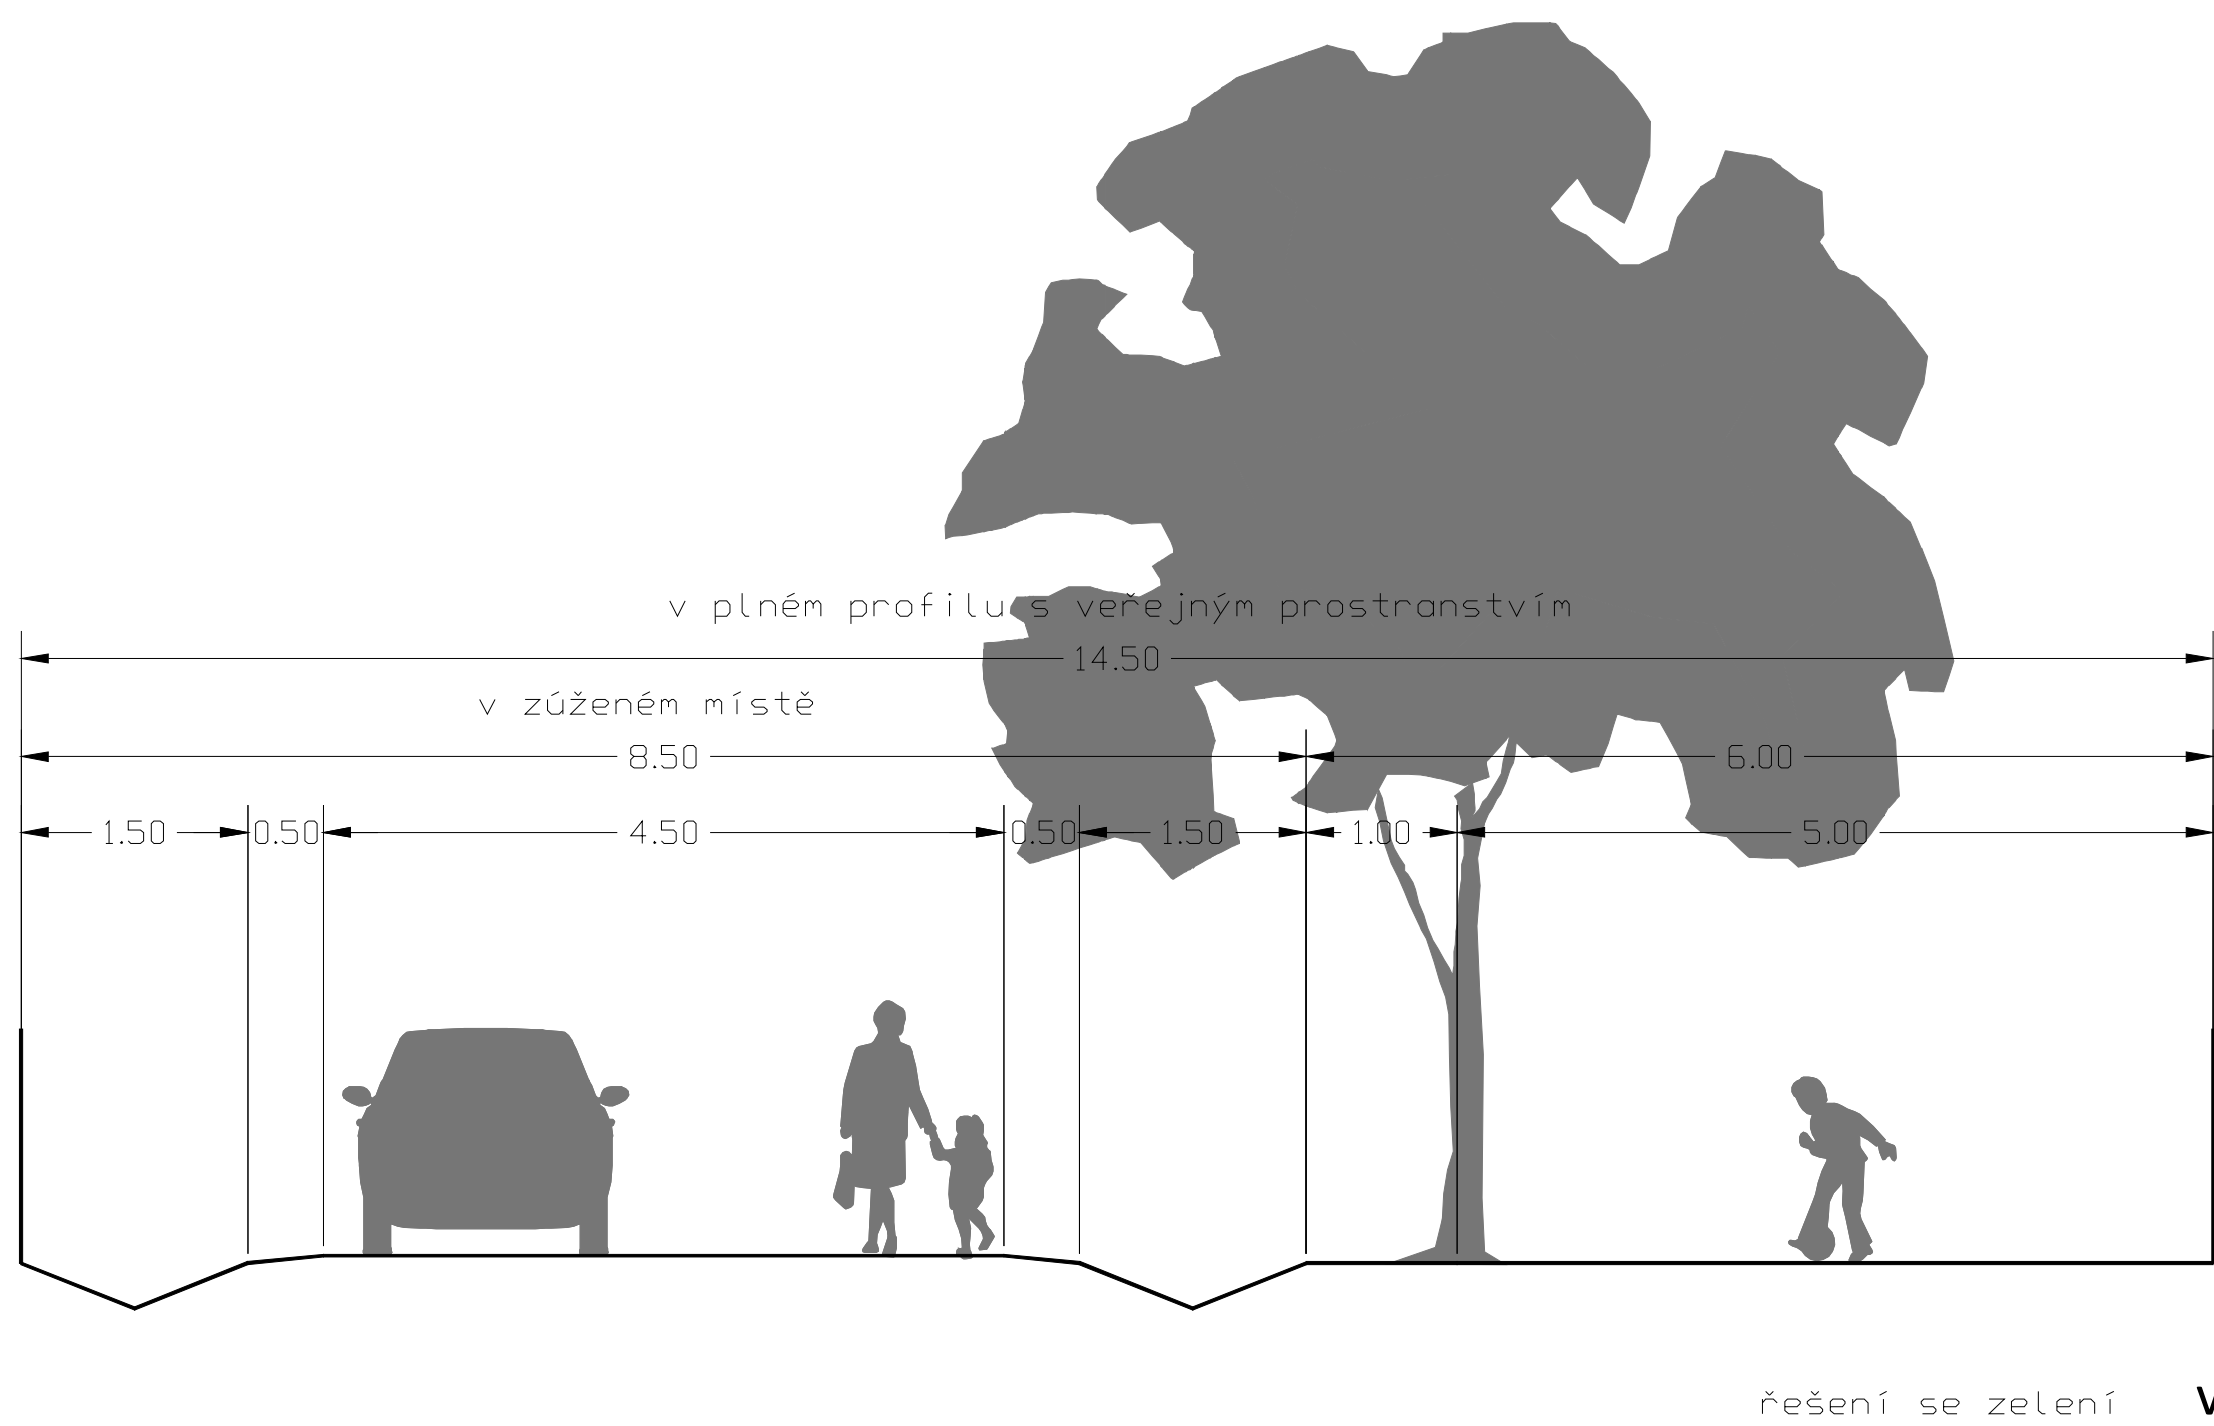 v plném profilu s veřejným prostranstvím
14.50
v zúženém místě
8.50 6.00
1.50 0.50 4.50 0.50 1.50 1.00 5.00
řešení se zelení